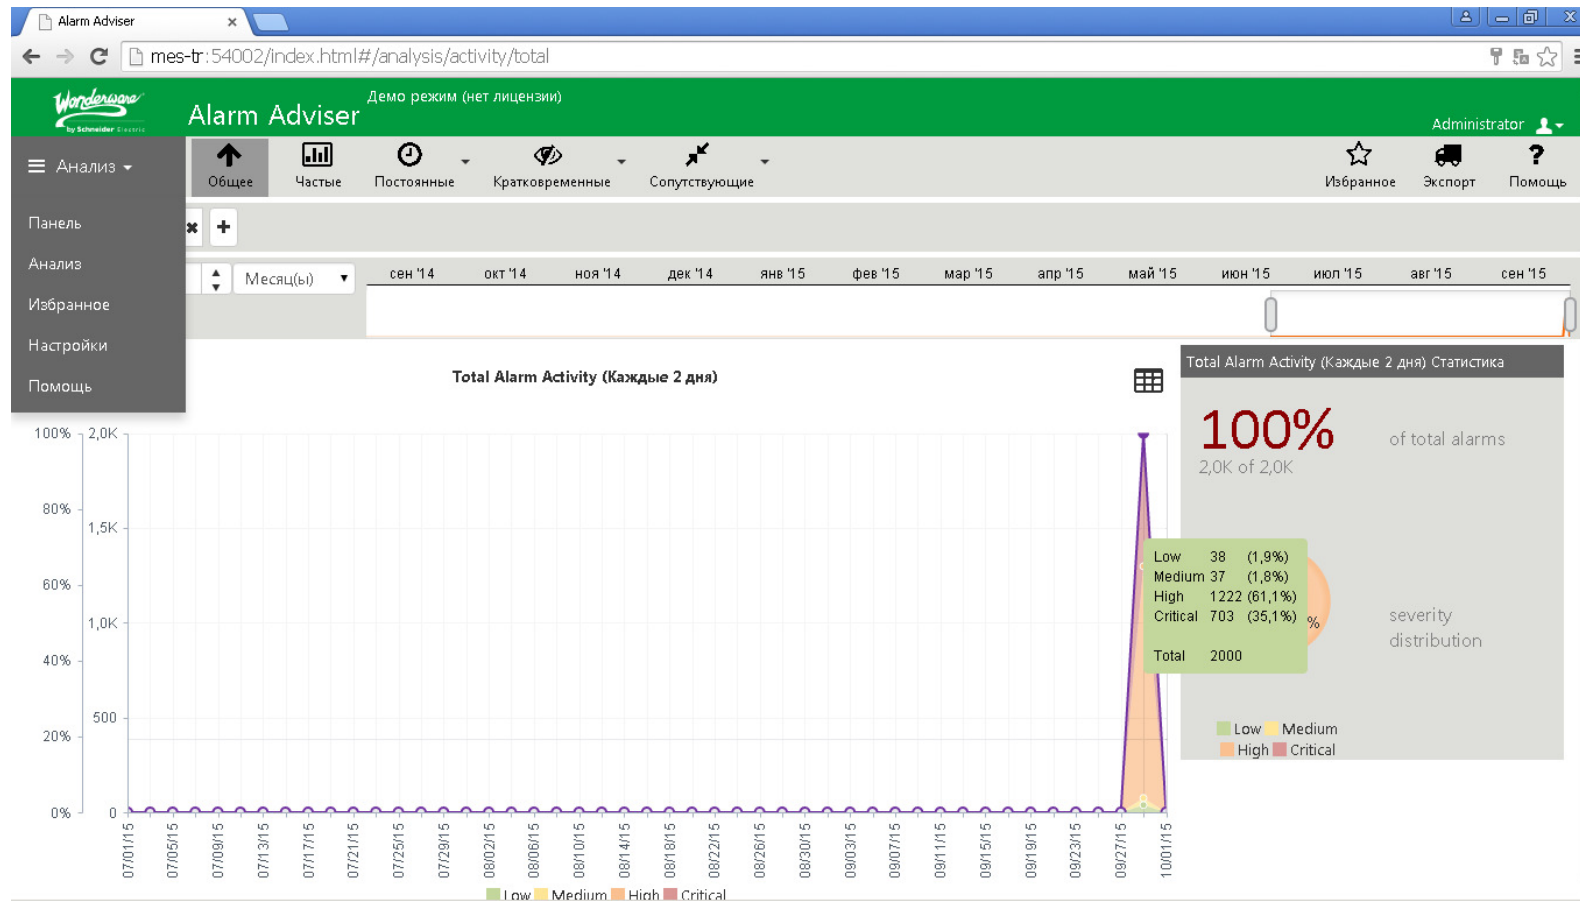 Alarm Adviser
mes-tr:54002/index.html#/analysis/activity/total
Wonderware
by Schneider Electric
Alarm Adviser
Демо режим (нет лицензии)
Administrator
Анализ
Общее
Частые
Постоянные
Кратковременные
Сопутствующие
Избранное
Экспорт
Помощь
Панель
Анализ
Избранное
Настройки
Помощь
Месяц(ы)
сен '14 окт '14 ноя '14 дек '14 янв '15 фев '15 мар '15 апр '15 май '15 июн '15 июл '15 авг '15 сен '15
Total Alarm Activity (Каждые 2 дня)
Total Alarm Activity (Каждые 2 дня) Статистика
100%
of total alarms
2,0K of 2,0K
100% 2,0K
80%
1,5K
60%
1,0K
40%
500
20%
0% 0
Low 38 (1,9%)
Medium 37 (1,8%)
High 1222 (61,1%)
Critical 703 (35,1%)
Total 2000
%
severity
distribution
Low Medium
High Critical
07/01/15 07/05/15 07/09/15 07/13/15 07/17/15 07/21/15 07/25/15 07/29/15 08/02/15 08/06/15 08/10/15 08/14/15 08/18/15 08/22/15 08/26/15 08/30/15 09/03/15 09/07/15 09/11/15 09/15/15 09/19/15 09/23/15 09/27/15 10/01/15
Low Medium High Critical